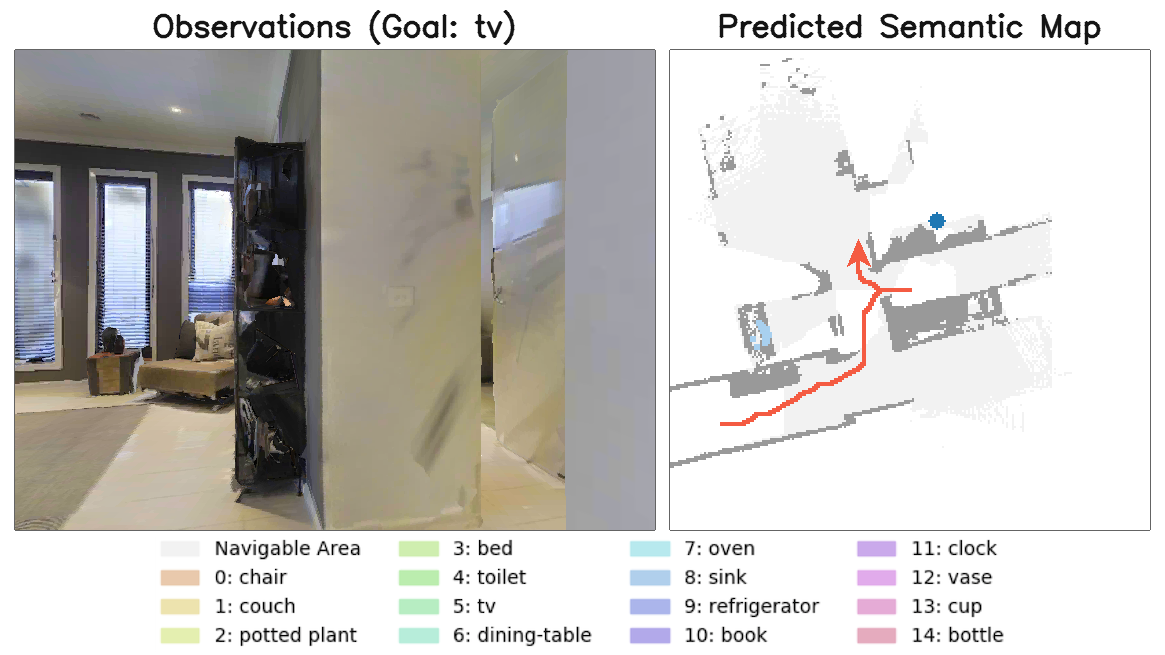 Observations (Goal: tv)
Predicted Semantic Map
Navigable Area
0: chair
1: couch
2: potted plant
3: bed
4: toilet
5: tv
6: dining-table
7: oven
8: sink
9: refrigerator
10: book
11: clock
12: vase
13: cup
14: bottle